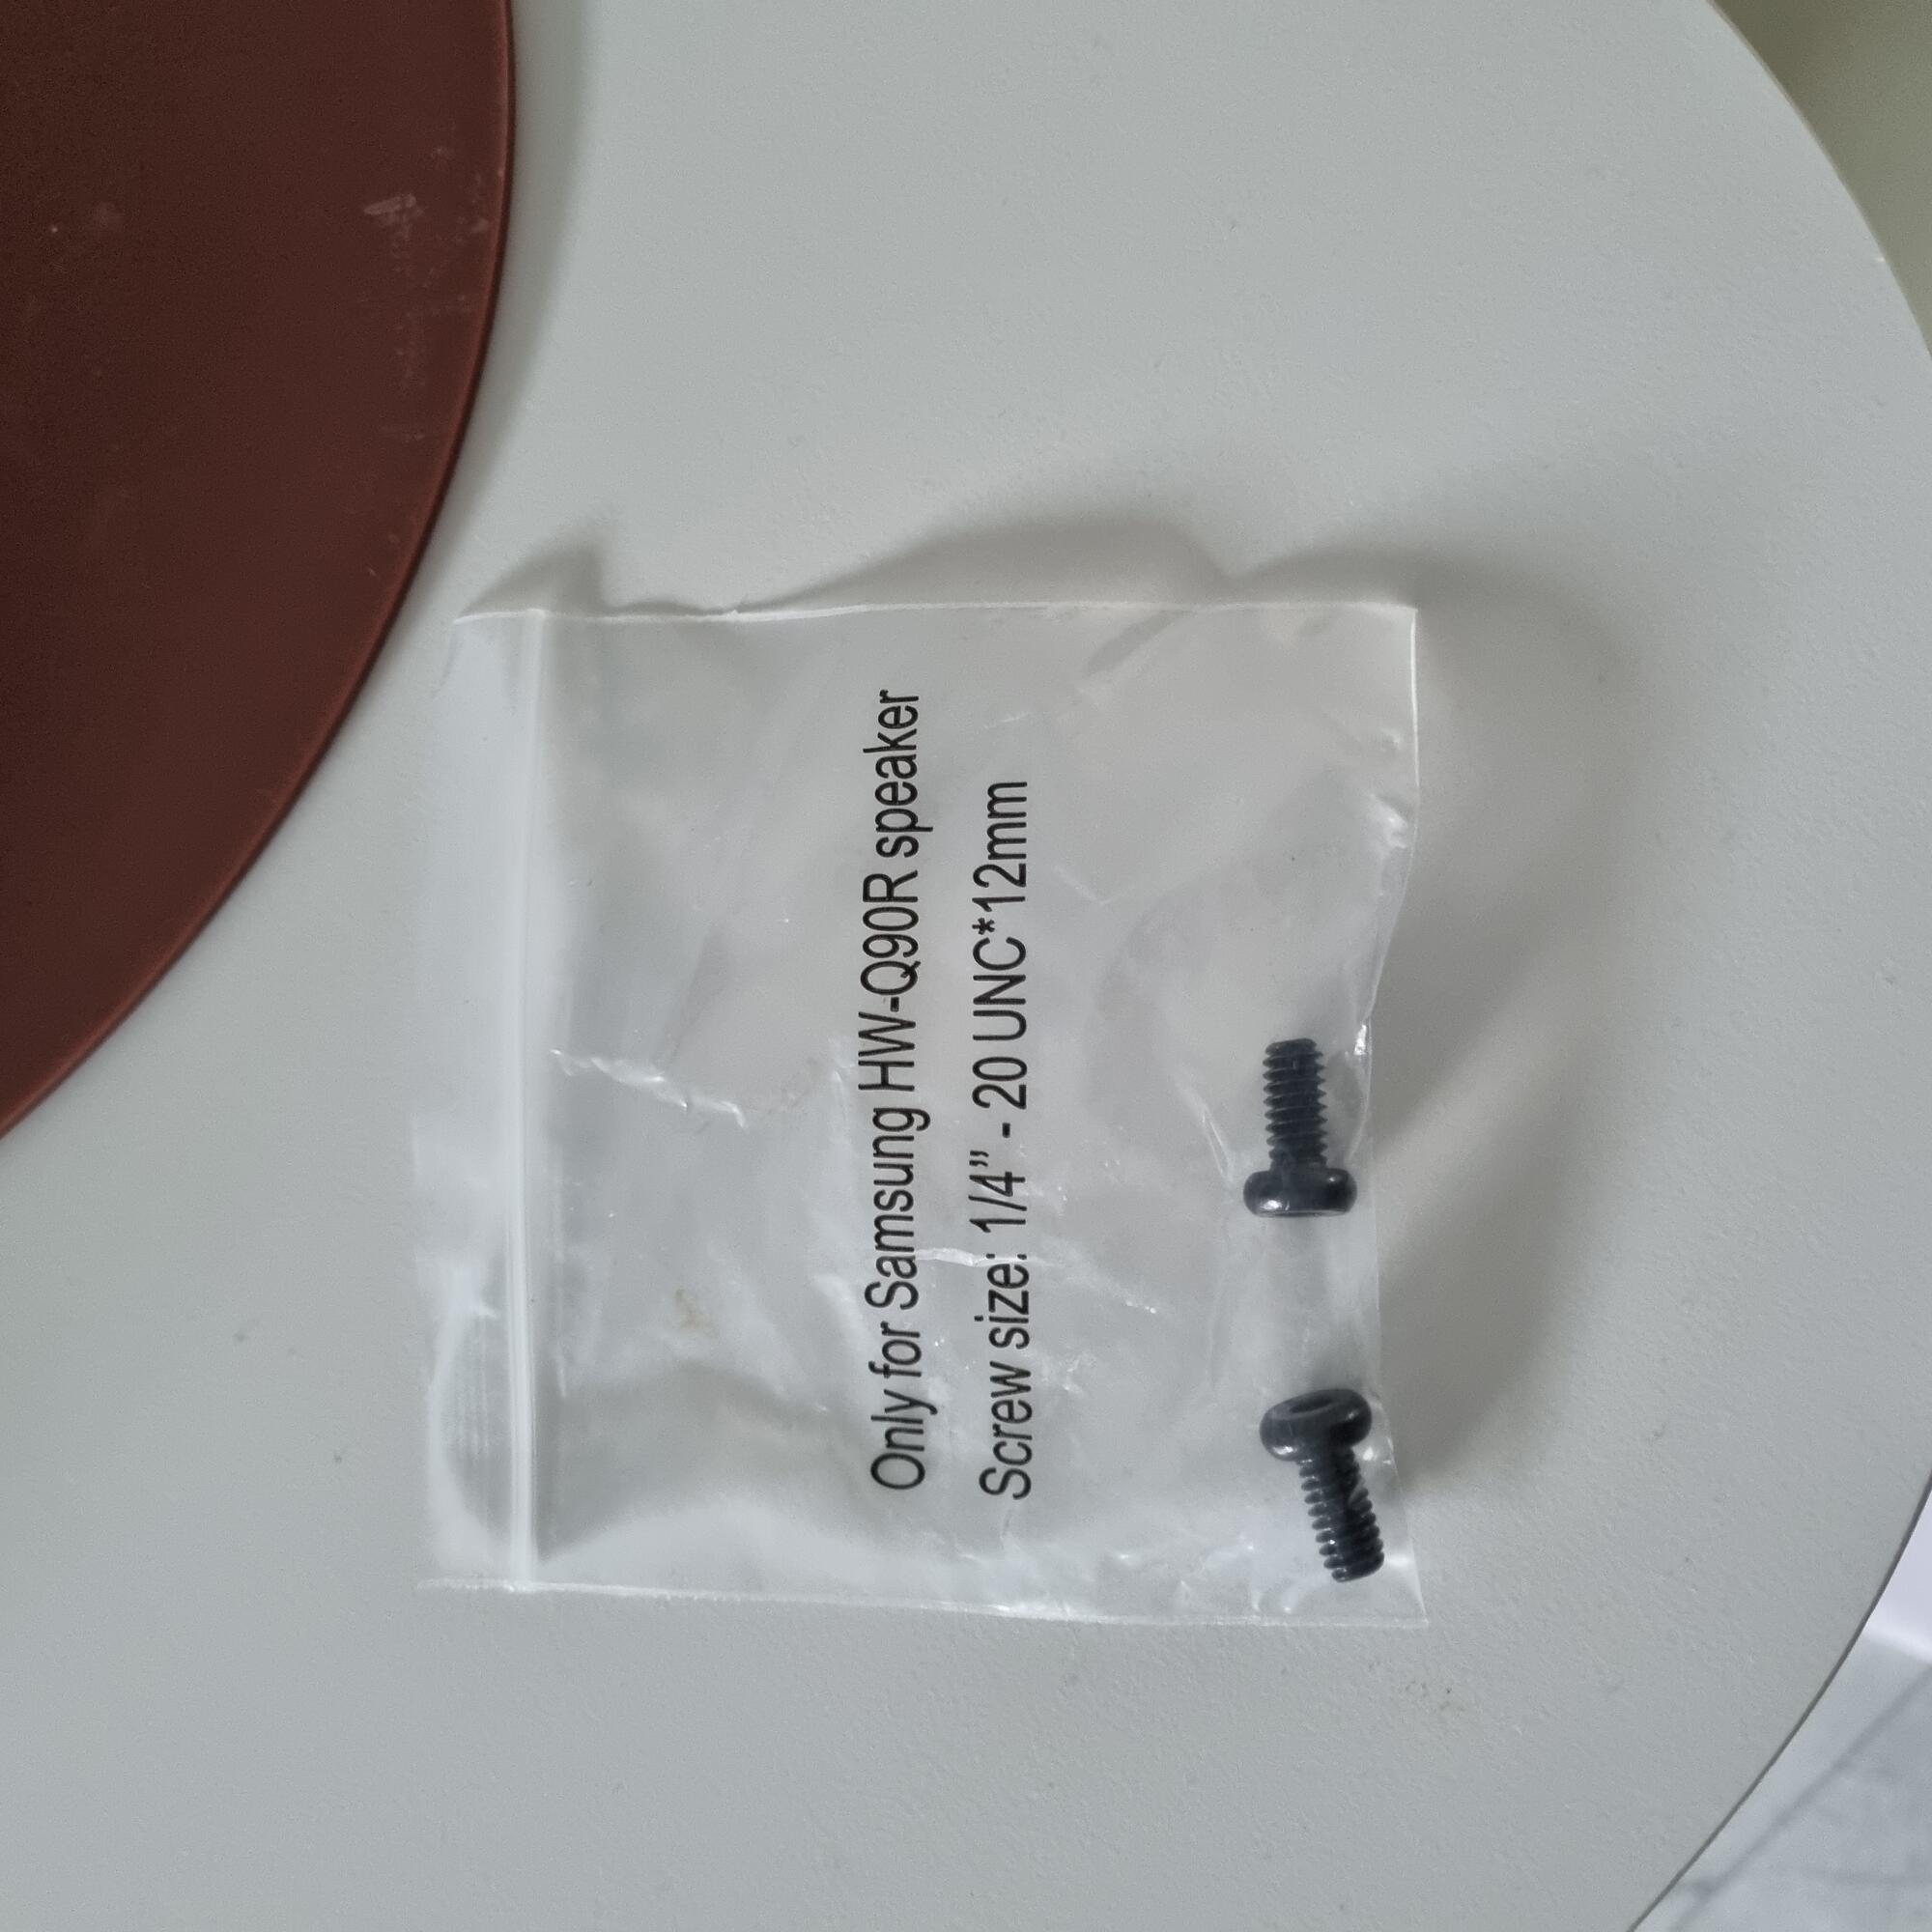 Only for Samsung HW-Q90R speaker
Screw size: 1/4” - 20 UNC*12mm